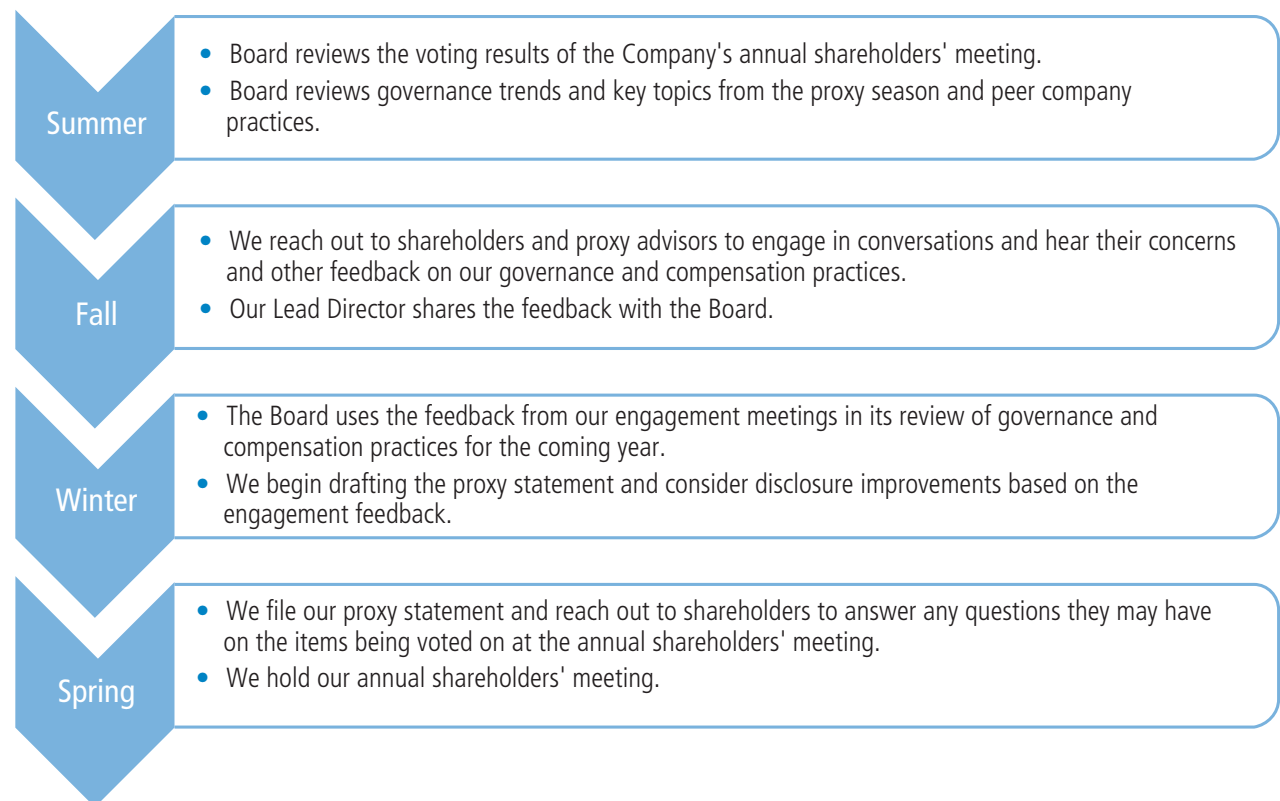 Summer
• Board reviews the voting results of the Company's annual shareholders' meeting.
• Board reviews governance trends and key topics from the proxy season and peer company
practices.
Fall
• We reach out to shareholders and proxy advisors to engage in conversations and hear their concerns
and other feedback on our governance and compensation practices.
• Our Lead Director shares the feedback with the Board.
Winter
• The Board uses the feedback from our engagement meetings in its review of governance and
compensation practices for the coming year.
• We begin drafting the proxy statement and consider disclosure improvements based on the
engagement feedback.
Spring
• We file our proxy statement and reach out to shareholders to answer any questions they may have
on the items being voted on at the annual shareholders' meeting.
• We hold our annual shareholders' meeting.